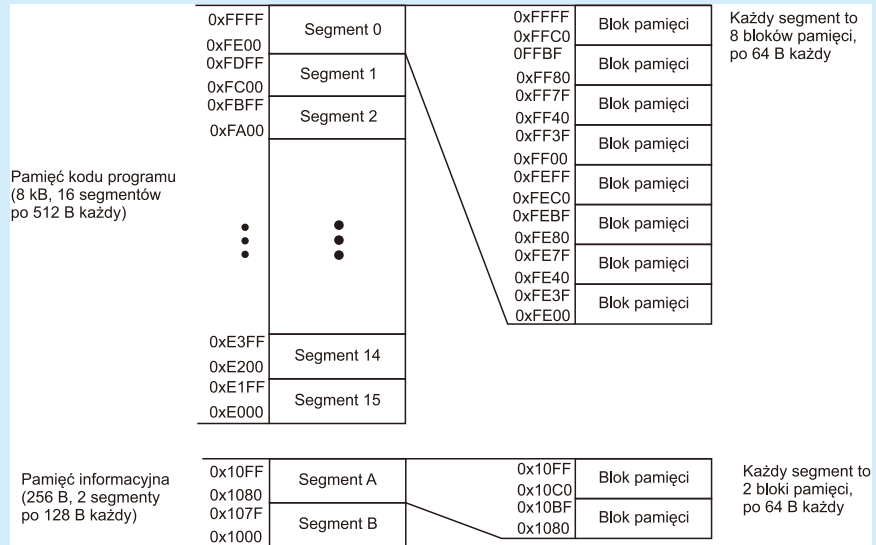 0xFFFF
Segment 0
0xFE00
0xFDFF
Segment 1
0xFC00
0xFBFF
Segment 2
0xFA00
Pamięć kodu programu
(8 kB, 16 segmentów
po 512 B każdy)
0xE3FF
Segment 14
0xE200
0xE1FF
Segment 15
0xE000
0xFFFF
Blok pamięci
0xFFC0
0FFBF
Blok pamięci
0xFF80
0xFF7F
Blok pamięci
0xFF40
0xFF3F
Blok pamięci
0xFF00
0xFEFF
Blok pamięci
0xFEC0
0xFEBF
Blok pamięci
0xFE80
0xFE7F
Blok pamięci
0xFE40
0xFE3F
Blok pamięci
0xFE00
Każdy segment to
8 bloków pamięci,
po 64 B każdy
Pamięć informacyjna
(256 B, 2 segmenty
po 128 B każdy)
0x10FF
Segment A
0x1080
0x107F
Segment B
0x1000
0x10FF
Blok pamięci
0x10C0
0x10BF
Blok pamięci
0x1080
Każdy segment to
2 bloki pamięci,
po 64 B każdy